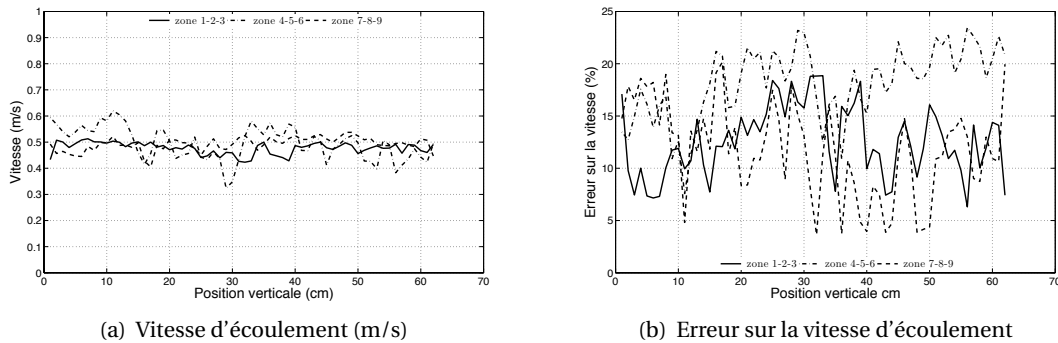 zone 1-2-3 zone 4-5-6 zone 7-8-9
1
0.9
0.8
0.7
0.6
0.5
0.4
0.3
0.2
0.1
0
Vitesse (m/s)
0 10 20 30 40 50 60 70
Position verticale (cm)
(a) Vitesse d'écoulement (m/s)
25
20
15
10
5
0
Erreur sur la vitesse (%)
zone 1-2-3 zone 4-5-6 zone 7-8-9
0 10 20 30 40 50 60 70
Position verticale cm
(b) Erreur sur la vitesse d'écoulement